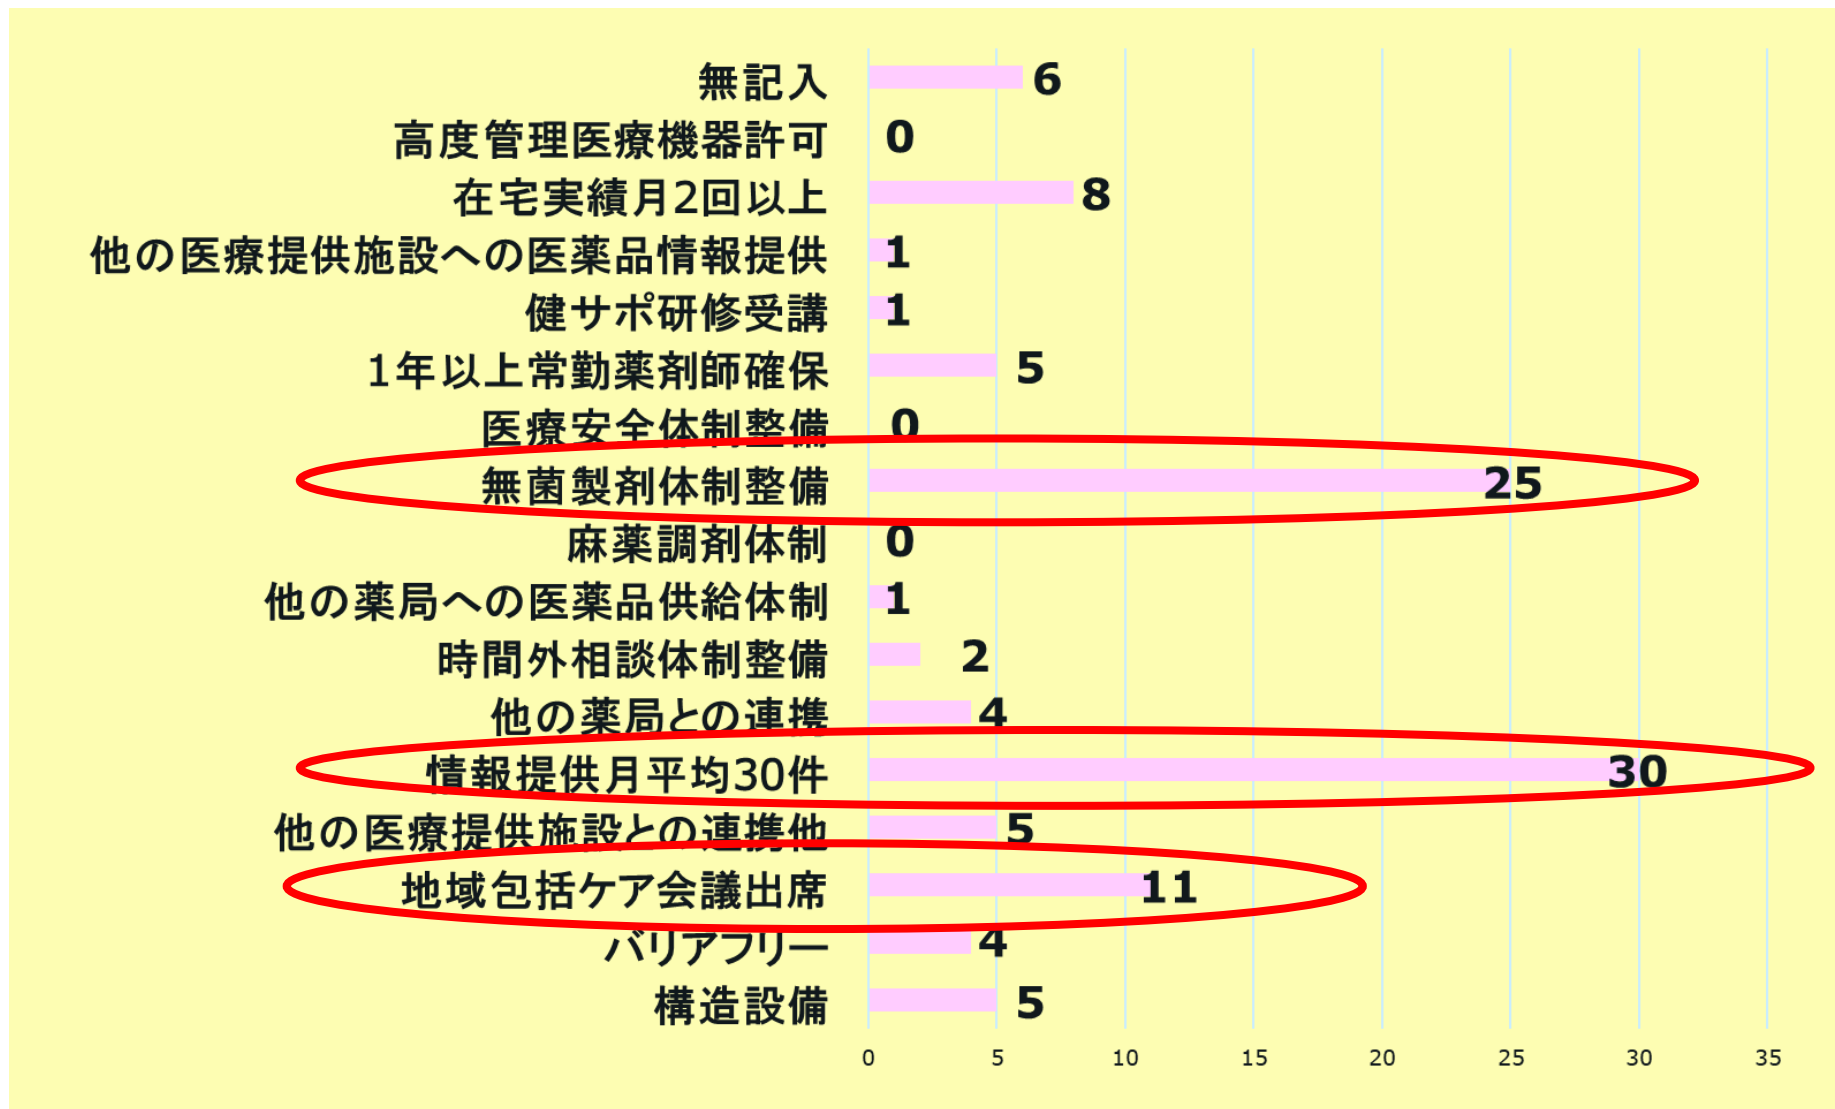 無記入 6
高度管理医療機器許可 0
在宅実績月2回以上 8
他の医療提供施設への医薬品情報提供 1
健サポ研修受講 1
1年以上常勤薬剤師確保 5
医療安全体制整備 0
無菌製剤体制整備 25
麻薬調剤体制 0
他の薬局への医薬品供給体制 1
時間外相談体制整備 2
他の薬局との連携 4
情報提供月平均30件 30
他の医療提供施設との連携他 5
地域包括ケア会議出席 11
バリアフリー 4
構造設備 5
0 5 10 15 20 25 30 35